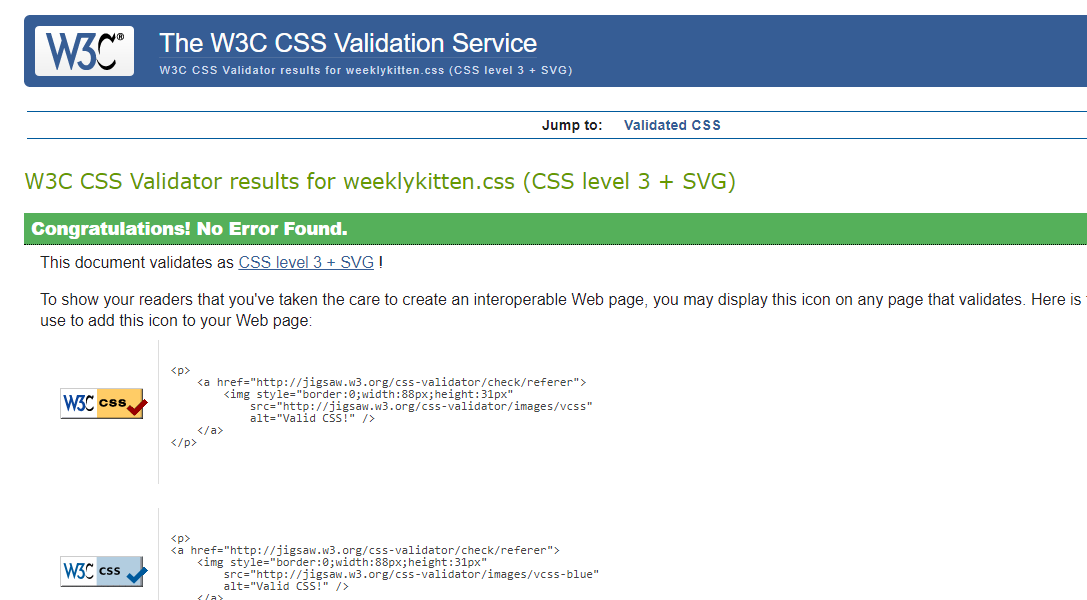 W3C®
The W3C CSS Validation Service
W3C CSS Validator results for weeklykitten.css (CSS level 3 + SVG)
Jump to: Validated CSS
W3C CSS Validator results for weeklykitten.css (CSS level 3 + SVG)
Congratulations! No Error Found.
This document validates as CSS level 3 + SVG !
To show your readers that you've taken the care to create an interoperable Web page, you may display this icon on any page that validates. Here is
use to add this icon to your Web page:
W3C css
<p>
<a href="http://jigsaw.w3.org/css-validator/check/referer">
<img style="border:0;width:88px;height:31px"
src="http://jigsaw.w3.org/css-validator/images/vcss"
alt="Valid CSS!" />
</a>
</p>
W3C css
<p>
<a href="http://jigsaw.w3.org/css-validator/check/referer">
<img style="border:0;width:88px;height:31px"
src="http://jigsaw.w3.org/css-validator/images/vcss-blue"
alt="Valid CSS!" />
</a>